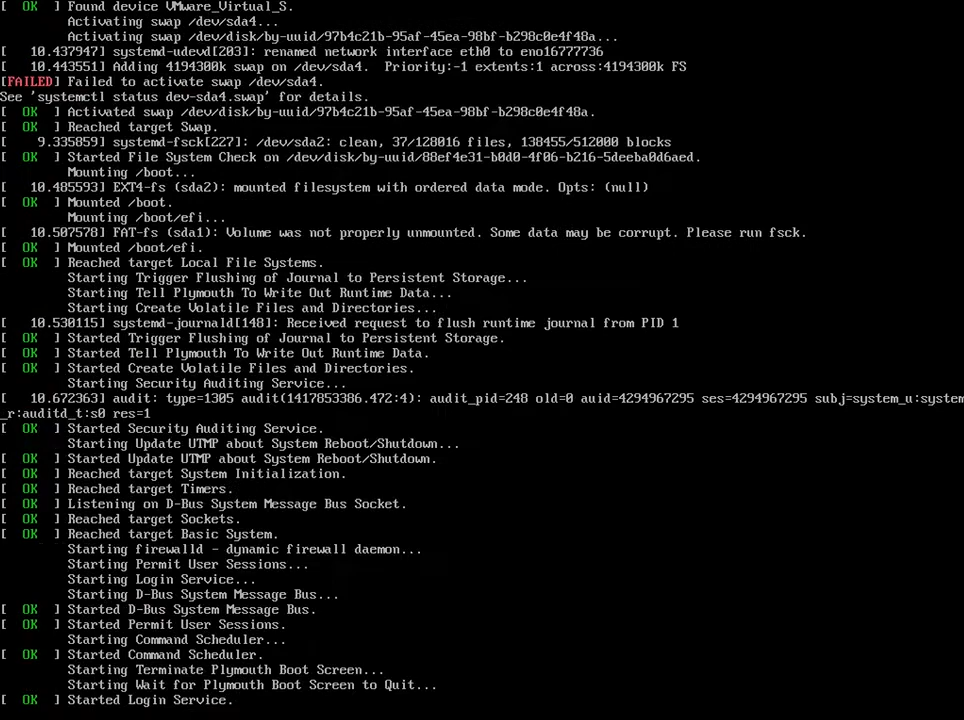 [  OK  ] Found device VMware_Virtual_S.
         Activating swap /dev/sda4...
         Activating swap /dev/disk/by-uuid/97b4c21b-95af-45ea-98bf-b298c0e4f48a...
[   10.437947] systemd-udevd[203]: renamed network interface eth0 to eno16777736
[   10.443551] Adding 4194300k swap on /dev/sda4.  Priority:-1 extents:1 across:4194300k FS
[FAILED] Failed to activate swap /dev/sda4.
See 'systemctl status dev-sda4.swap' for details.
[  OK  ] Activated swap /dev/disk/by-uuid/97b4c21b-95af-45ea-98bf-b298c0e4f48a.
[  OK  ] Reached target Swap.
[    9.335859] systemd-fsck[227]: /dev/sda2: clean, 37/128016 files, 138455/512000 blocks
[  OK  ] Started File System Check on /dev/disk/by-uuid/88ef4e31-b0d0-4f06-b216-5deeba0d6aed.
         Mounting /boot...
[   10.485593] EXT4-fs (sda2): mounted filesystem with ordered data mode. Opts: (null)
[  OK  ] Mounted /boot.
         Mounting /boot/efi...
[   10.507578] FAT-fs (sda1): Volume was not properly unmounted. Some data may be corrupt. Please run fsck.
[  OK  ] Mounted /boot/efi.
[  OK  ] Reached target Local File Systems.
         Starting Trigger Flushing of Journal to Persistent Storage...
         Starting Tell Plymouth To Write Out Runtime Data...
         Starting Create Volatile Files and Directories...
[   10.530115] systemd-journald[148]: Received request to flush runtime journal from PID 1
[  OK  ] Started Trigger Flushing of Journal to Persistent Storage.
[  OK  ] Started Tell Plymouth To Write Out Runtime Data.
[  OK  ] Started Create Volatile Files and Directories.
         Starting Security Auditing Service...
[   10.672363] audit: type=1305 audit(1417853386.472:4): audit_pid=248 old=0 auid=4294967295 ses=4294967295 subj=system_u:system
_r:auditd_t:s0 res=1
[  OK  ] Started Security Auditing Service.
         Starting Update UTMP about System Reboot/Shutdown...
[  OK  ] Started Update UTMP about System Reboot/Shutdown.
[  OK  ] Reached target System Initialization.
[  OK  ] Reached target Timers.
[  OK  ] Listening on D-Bus System Message Bus Socket.
[  OK  ] Reached target Sockets.
[  OK  ] Reached target Basic System.
         Starting firewalld - dynamic firewall daemon...
         Starting Permit User Sessions...
         Starting Login Service...
         Starting D-Bus System Message Bus...
[  OK  ] Started D-Bus System Message Bus.
[  OK  ] Started Permit User Sessions.
         Starting Command Scheduler...
[  OK  ] Started Command Scheduler.
         Starting Terminate Plymouth Boot Screen...
         Starting Wait for Plymouth Boot Screen to Quit...
[  OK  ] Started Login Service.